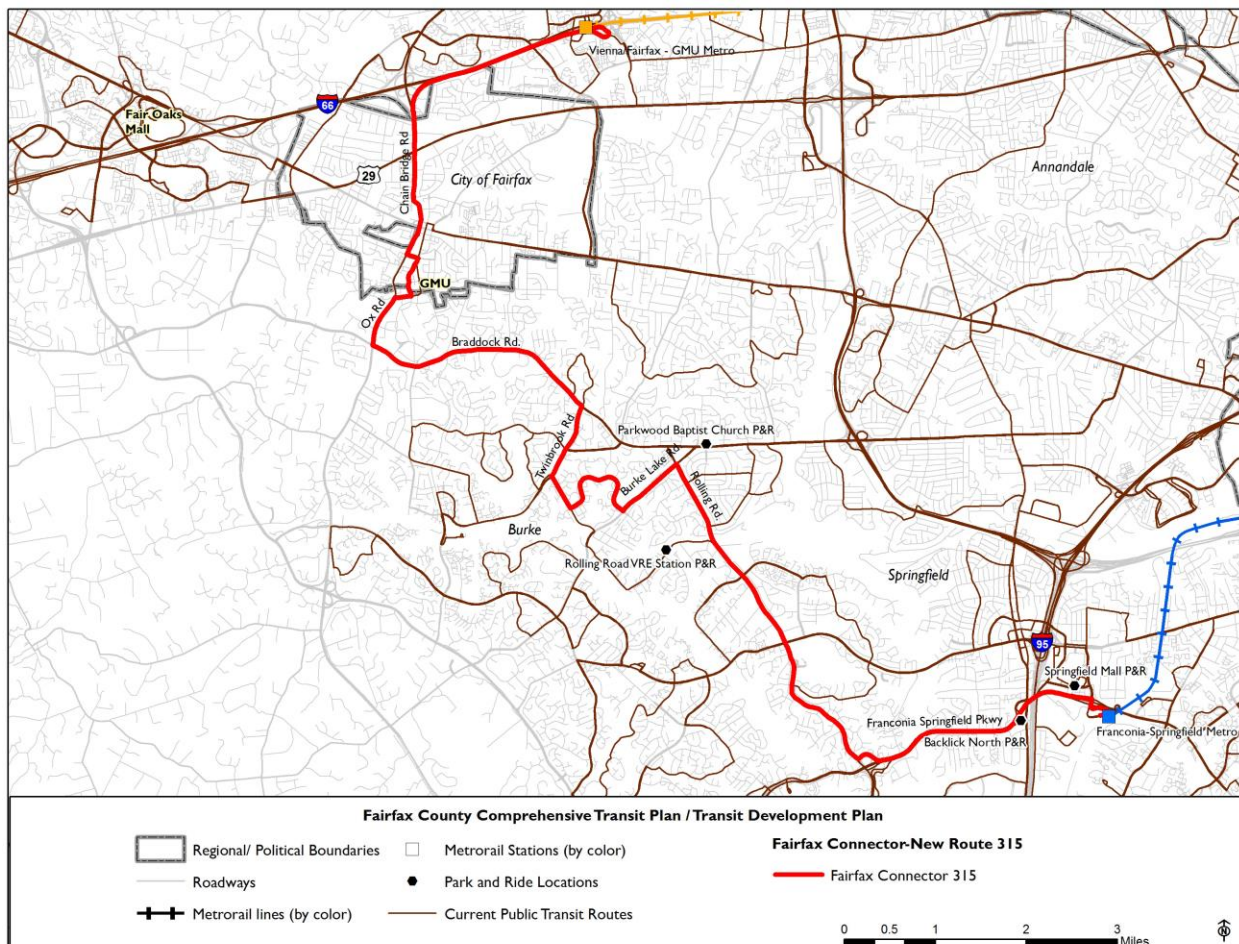 Vienna/Fairfax - GMU Metro
66
Fair Oaks
Mall
29
Chain Bridge Rd
City of Fairfax
Annandale
GMU
Ox Rd
Braddock Rd.
Twinbrook Rd
Parkwood Baptist Church P&R
Burke Lake Rd.
Rolling Rd.
Burke
Rolling Road VRE Station P&R
Springfield
95
Springfield Mall P&R
Franconia Springfield Pkwy
Franconia-Springfield Metro
Backlick North P&R
Fairfax County Comprehensive Transit Plan / Transit Development Plan
Regional/ Political Boundaries
Metrorail Stations (by color)
Fairfax Connector-New Route 315
Roadways
Park and Ride Locations
Fairfax Connector 315
Metrorail lines (by color)
Current Public Transit Routes
0 0.5 1 2 3
Miles
N